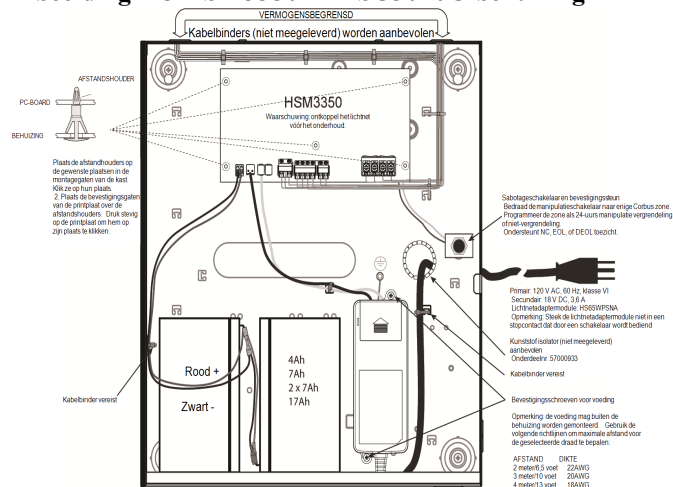 VERMOGENSBEGRENSD
Kabelbinders (niet meegeleverd) worden aanbevolen
AFSTANDSHOUDER
PC-BOARD
BEHUIZING
HSM3350
Waarschuwing: ontkoppel het lichtnet
vóór het onderhoud.
Plaats de afstandhouders op
de gewenste plaatsen in de
montagegaten van de kast.
Klik ze op hun plaats.
2. Plaats de bevestigingsgaten
van de printplaat over de
afstandshouders. Druk stevig
op de printplaat om hem op
zijn plaats te klikken.
Sabotageschakelaar en bevestigingssteun
Bedraad de manipulatieschakelaar naar enige Corbus zone.
Programmeer de zone als 24-uurs manipulatie vergrendeling
of niet-vergrendeling.
Ondersteunt NC, EOL, of DEOL toezicht.
Primair: 120 V AC, 60 Hz, klasse VI
Secundair: 18 V DC, 3,6 A
Lichtnetadaptermodule: HS65WPSNA
Opmerking: Steek de lichtnetadaptermodule niet in een
stopcontact dat door een schakelaar wordt bediend
Kunststof isolator (niet meegeleverd)
aanbevolen
Onderdeelnr. 57000933
Kabelbinder vereist
Rood +
Zwart -
4Ah
7Ah
2 x 7Ah
17Ah
Kabelbinder vereist
Bevestigingsschroeven voor voeding
Opmerking: de voeding mag buiten de
behuizing worden gemonteerd. Gebruik de
volgende richtlijnen om maximale afstand voor
de geselecteerde draad te bepalen:
AFSTAND DIKTE
2 meter/6,5 voet 22AWG
3 meter/10 voet 20AWG
4 meter/13 voet 18AWG